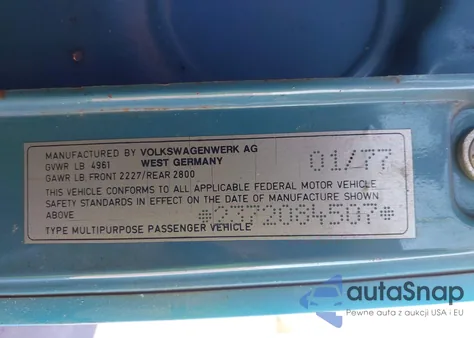 MANUFACTURED BY VOLKSWAGENWERK AG
WEST GERMANY
01/77
GVWR LB 4961
GAWR LB FRONT 2227/REAR 2800
THIS VEHICLE CONFORMS TO ALL APPLICABLE FEDERAL MOTOR VEHICLE
SAFETY STANDARDS IN EFFECT ON THE DATE OF MANUFACTURE SHOWN
ABOVE
*2272084507*
TYPE MULTIPURPOSE PASSENGER VEHICLE
autoSnap
Pewne auta z aukcji USA i EU